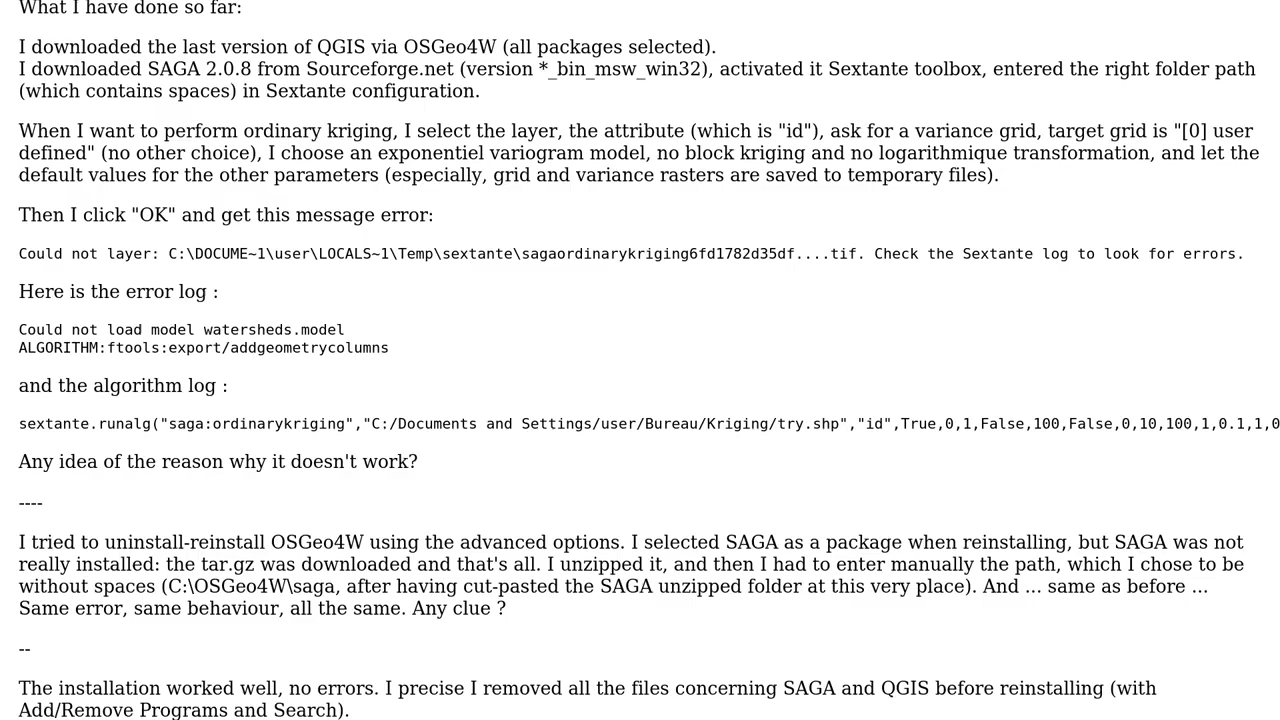 What I have done so far:
I downloaded the last version of QGIS via OSGeo4W (all packages selected).
I downloaded SAGA 2.0.8 from Sourceforge.net (version *_bin_msw_win32), activated it Sextante toolbox, entered the right folder path
(which contains spaces) in Sextante configuration.
When I want to perform ordinary kriging, I select the layer, the attribute (which is "id"), ask for a variance grid, target grid is "[0] user
defined" (no other choice), I choose an exponentiel variogram model, no block kriging and no logarithmique transformation, and let the
default values for the other parameters (especially, grid and variance rasters are saved to temporary files).
Then I click "OK" and get this message error:
Could not layer: C:\DOCUME~1\user\LOCALS~1\Temp\sextante\sagaordinarykriging6fd1782d35df....tif. Check the Sextante log to look for errors.
Here is the error log :
Could not load model watersheds.model
ALGORITHM:ftools:export/addgeometrycolumns
and the algorithm log :
sextante.runalg("saga:ordinarykriging","C:/Documents and Settings/user/Bureau/Kriging/try.shp","id",True,0,1,False,100,False,0,10,100,1,0.1,1,0
Any idea of the reason why it doesn't work?
----
I tried to uninstall-reinstall OSGeo4W using the advanced options. I selected SAGA as a package when reinstalling, but SAGA was not
really installed: the tar.gz was downloaded and that's all. I unzipped it, and then I had to enter manually the path, which I chose to be
without spaces (C:\OSGeo4W\saga, after having cut-pasted the SAGA unzipped folder at this very place). And ... same as before ...
Same error, same behaviour, all the same. Any clue ?
--
The installation worked well, no errors. I precise I removed all the files concerning SAGA and QGIS before reinstalling (with
Add/Remove Programs and Search).